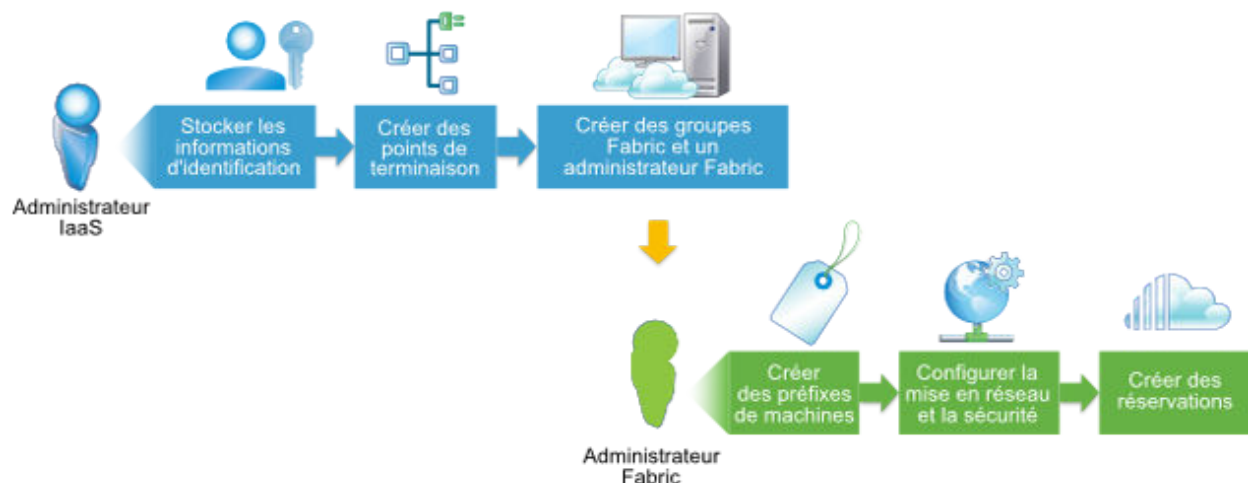 Stocker les
informations
d'identification
Créer des
points de
terminaison
Créer des groupes
Fabric et un
administrateur Fabric
Administrateur
IaaS
Créer
des préfixes
de machines
Configurer la
mise en réseau
et la sécurité
Créer des
réservations
Administrateur
Fabric